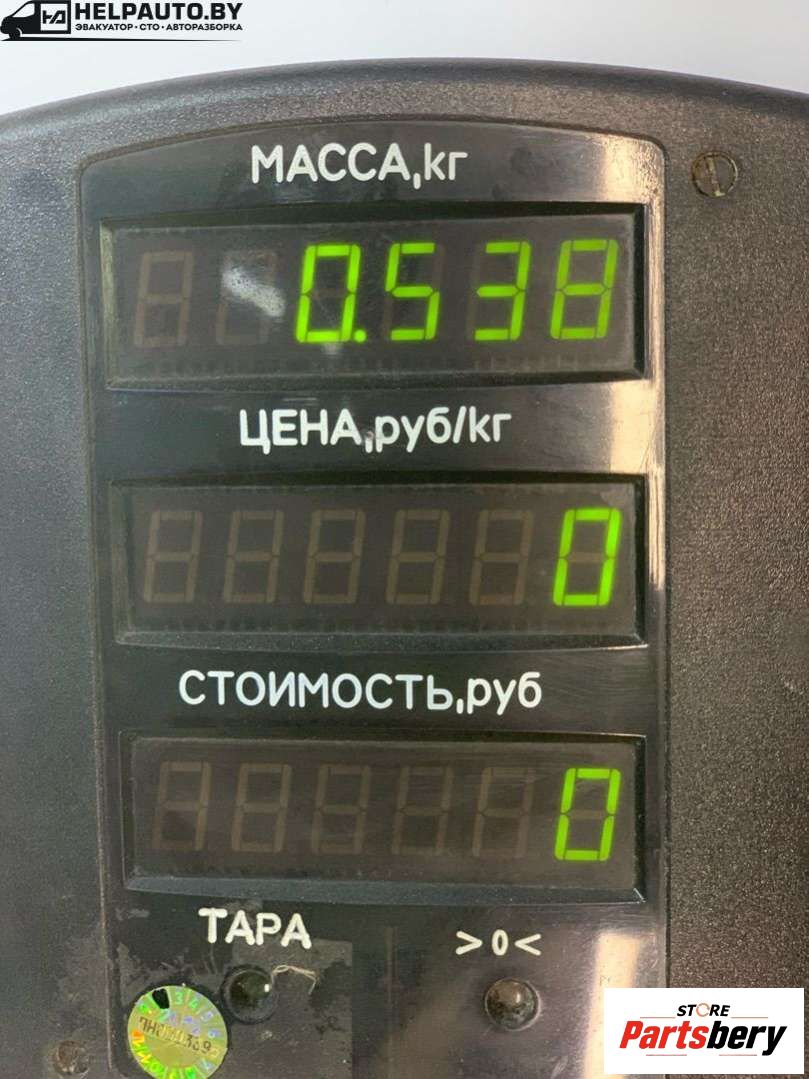 HELPAUTO.BY
ЭВАКУАТОР•СТО•АВТОРАЗБОРКА
МАССА,кг
0.538
ЦЕНА,руб/кг
0
СТОИМОСТЬ,руб
0
ТАРА
>0<
STORE
Partsbery